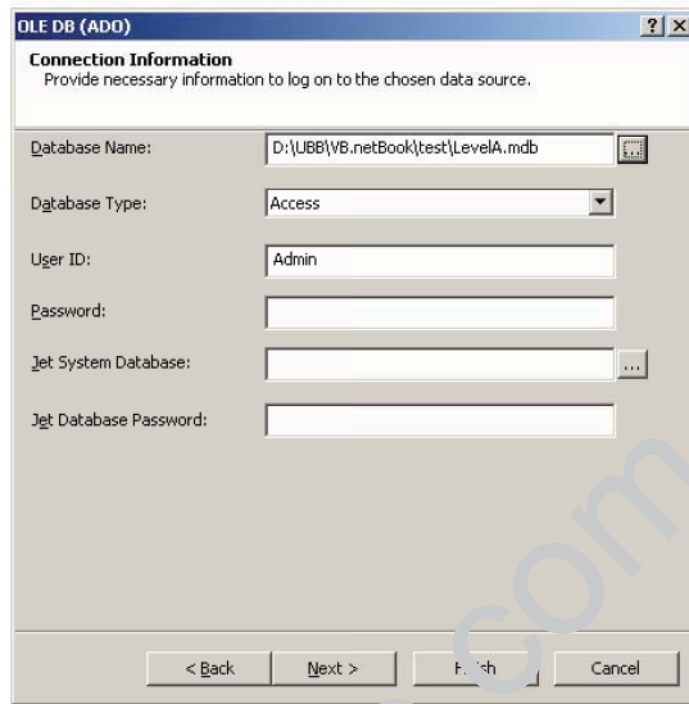 OLE DB (ADO)
Connection Information
Provide necessary information to log on to the chosen data source.
Database Name: D:\UBB\VB.netBook\test\LevelA.mdb ...
Database Type: Access
User ID: Admin
Password:
Jet System Database: ...
Jet Database Password:
< Back Next > Cancel
com